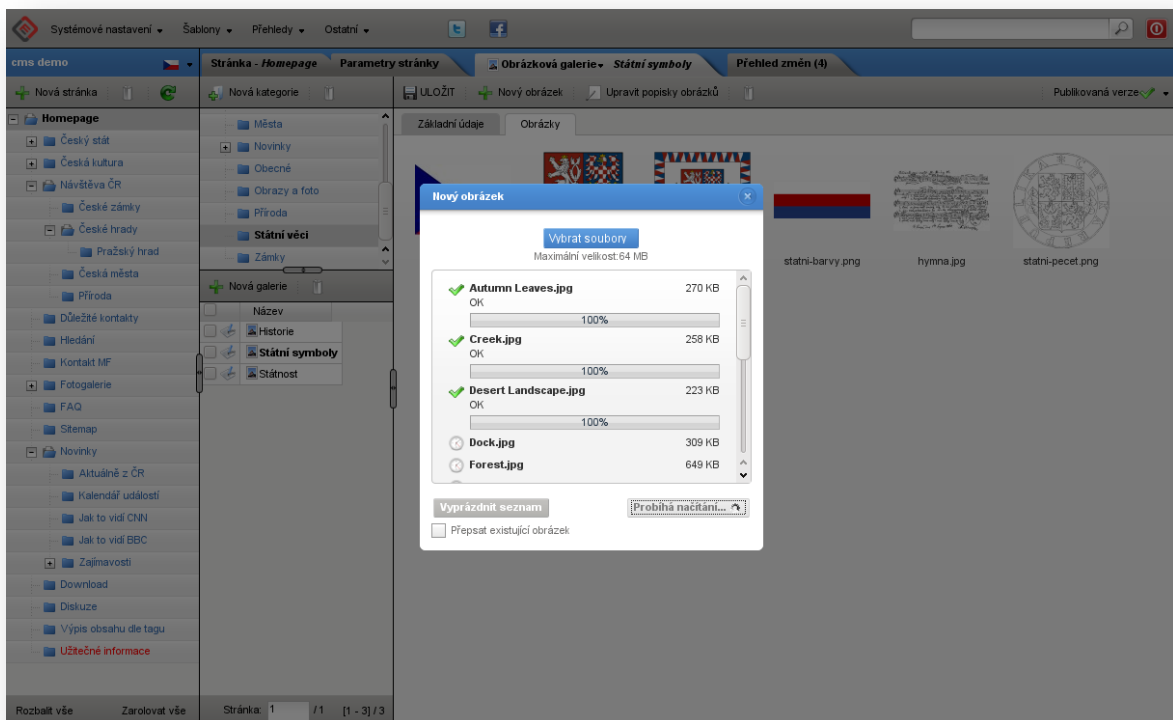 Systémové nastavení Šablony Přehledy Ostatní
cms demo
Stránka - Homepage Parametry stránky Obrázková galerie Státní symboly Přehled změn (4)
Nová stránka
Nová kategorie
ULOŽIT Nový obrázek Upravit popisky obrázků Publikovaná verze
Homepage
Český stát
Česká kultura
Návštěva ČR
České zámky
České hrady
Pražský hrad
Česká města
Příroda
Důležité kontakty
Hledání
Kontakt MF
Fotogalerie
FAQ
Sitemap
Novinky
Aktuálně z ČR
Kalendář událostí
Jak to vidí CNN
Jak to vidí BBC
Zajímavosti
Download
Diskuze
Výpis obsahu dle tagu
Užitečné informace
Rozbalit vše Zarolovat vše
Města
Novinky
Obecné
Obrazy a foto
Příroda
Státní věci
Zámky
Nová galerie
Název
Historie
Státní symboly
Státnost
Stránka: 1 /1 [1 - 3] / 3
Základní údaje Obrázky
statni-barvy.png hymna.jpg statni-pecet.png
Nový obrázek
Vybrat soubory
Maximální velikost:64 MB
Autumn Leaves.jpg 270 KB
OK
100%
Creek.jpg 258 KB
OK
100%
Desert Landscape.jpg 223 KB
OK
100%
Dock.jpg 309 KB
Forest.jpg 649 KB
Vyprázdnit seznam Probíhá načítání...
Přepsat existující obrázek